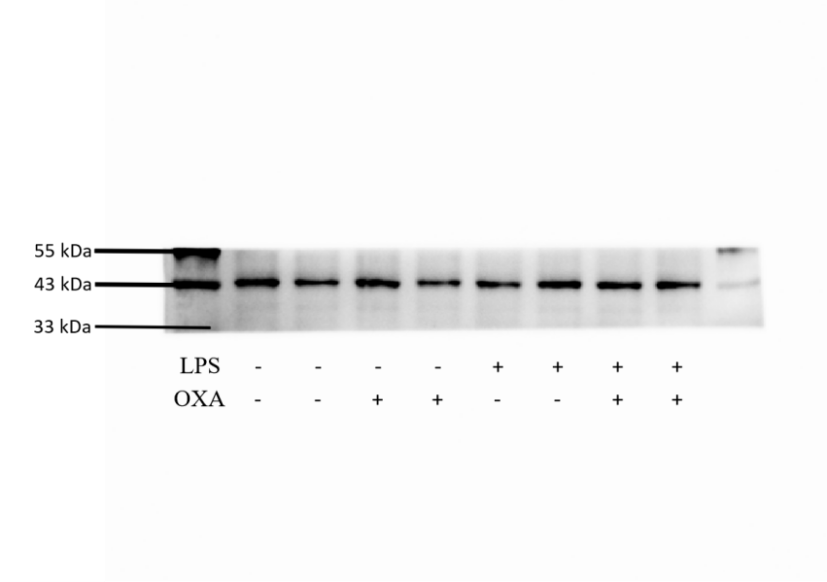 55 kDa
43 kDa
33 kDa
LPS - - - - + + + +
OXA - - + + - - + +